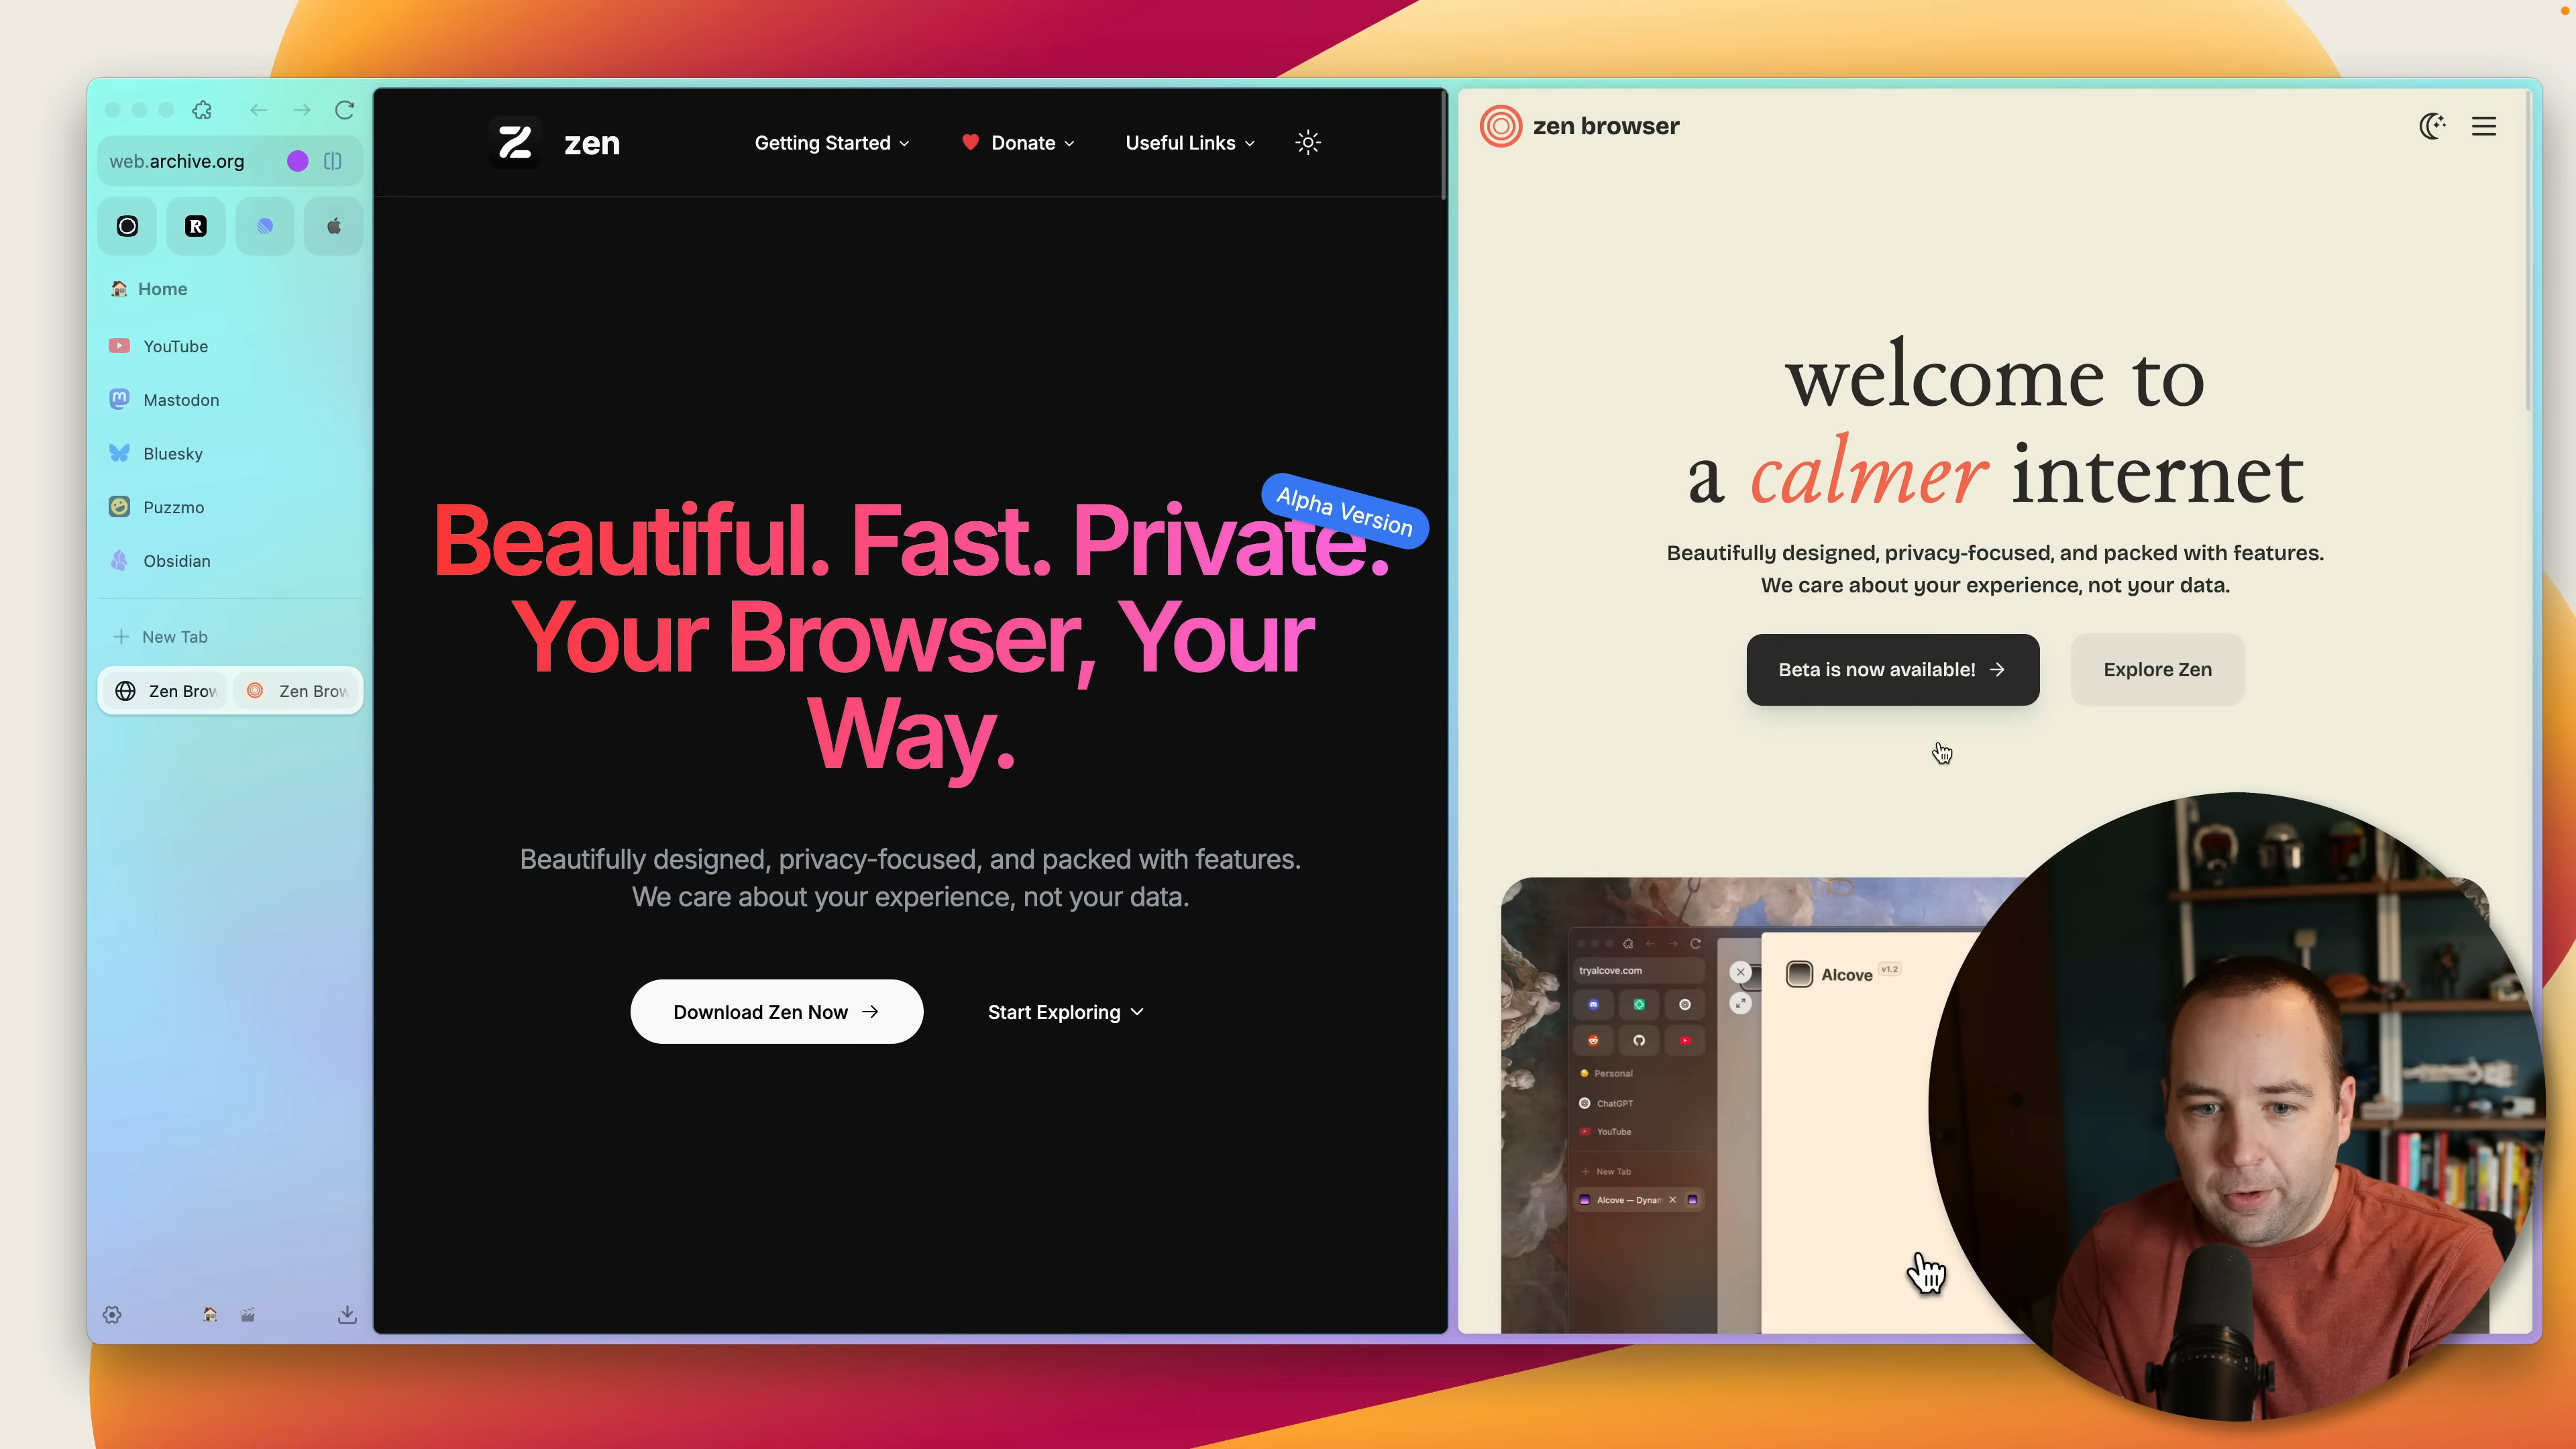 web.archive.org
Home
YouTube
Mastodon
Bluesky
Puzzmo
Obsidian
New Tab
Zen Brow
Zen Brow
zen
Getting Started
Donate
Useful Links
Alpha Version
Beautiful. Fast. Private.
Your Browser, Your
Way.
Beautifully designed, privacy-focused, and packed with features.
We care about your experience, not your data.
Download Zen Now
Start Exploring
zen browser
welcome to
a calmer internet
Beautifully designed, privacy-focused, and packed with features.
We care about your experience, not your data.
Beta is now available!
Explore Zen
tryalcove.com
Personal
ChatGPT
YouTube
New Tab
Alcove — Dynam
Alcove v1.2